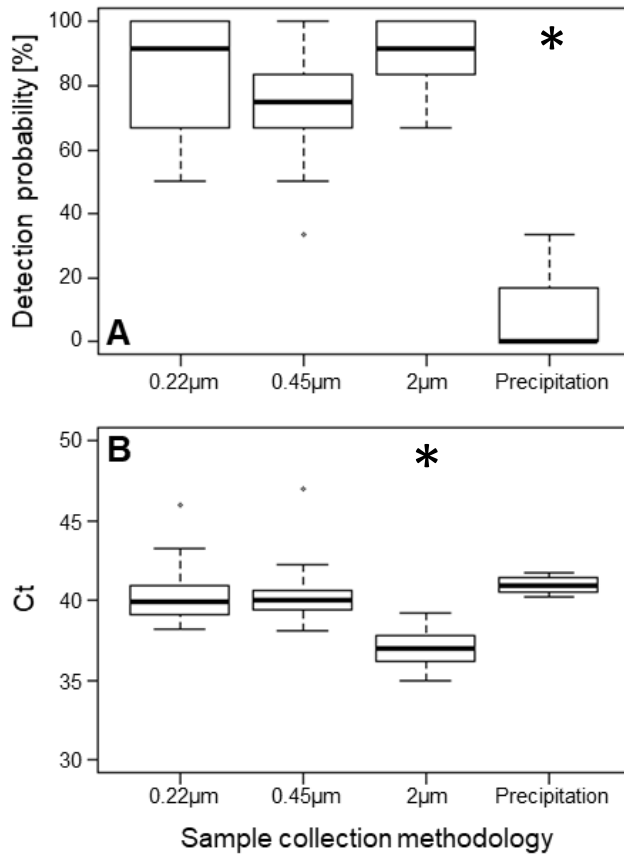 Detection probability [%]
100
80
60
40
20
0
*
A
0.22µm 0.45µm 2µm Precipitation
Ct
50
45
40
35
30
B
*
0.22µm 0.45µm 2µm Precipitation
Sample collection methodology